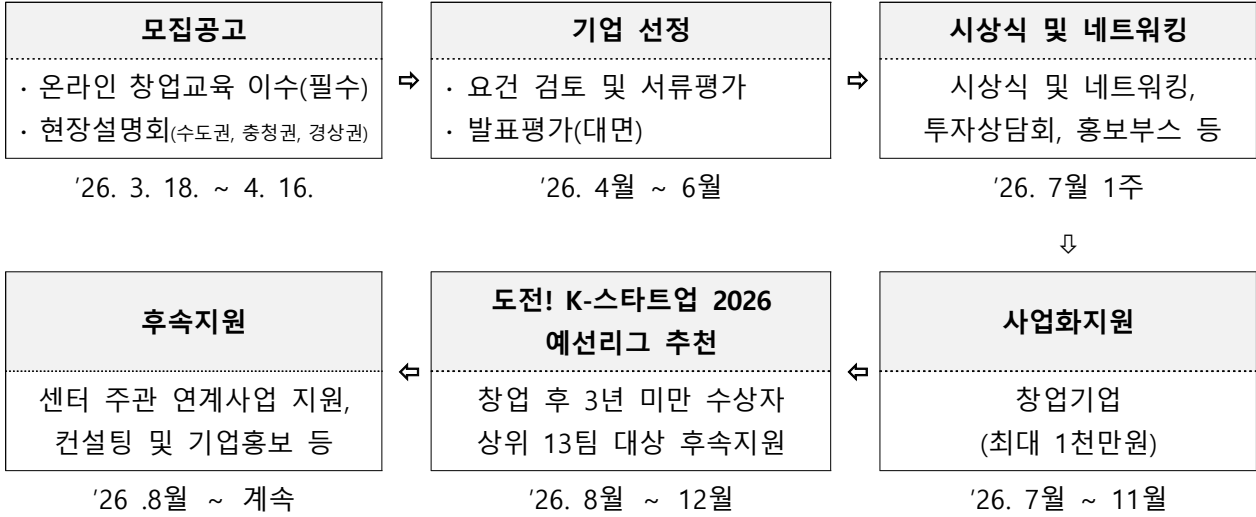 모집공고
· 온라인 창업교육 이수(필수)
· 현장설명회(수도권, 충청권, 경상권)
'26. 3. 18. ~ 4. 16.
⇨
기업 선정
· 요건 검토 및 서류평가
· 발표평가(대면)
'26. 4월 ~ 6월
⇨
시상식 및 네트워킹
시상식 및 네트워킹,
투자상담회, 홍보부스 등
'26. 7월 1주
⇩
사업화지원
창업기업
(최대 1천만원)
'26. 7월 ~ 11월
⇦
도전! K-스타트업 2026
예선리그 추천
창업 후 3년 미만 수상자
상위 13팀 대상 후속지원
'26. 8월 ~ 12월
⇦
후속지원
센터 주관 연계사업 지원,
컨설팅 및 기업홍보 등
'26 .8월 ~ 계속